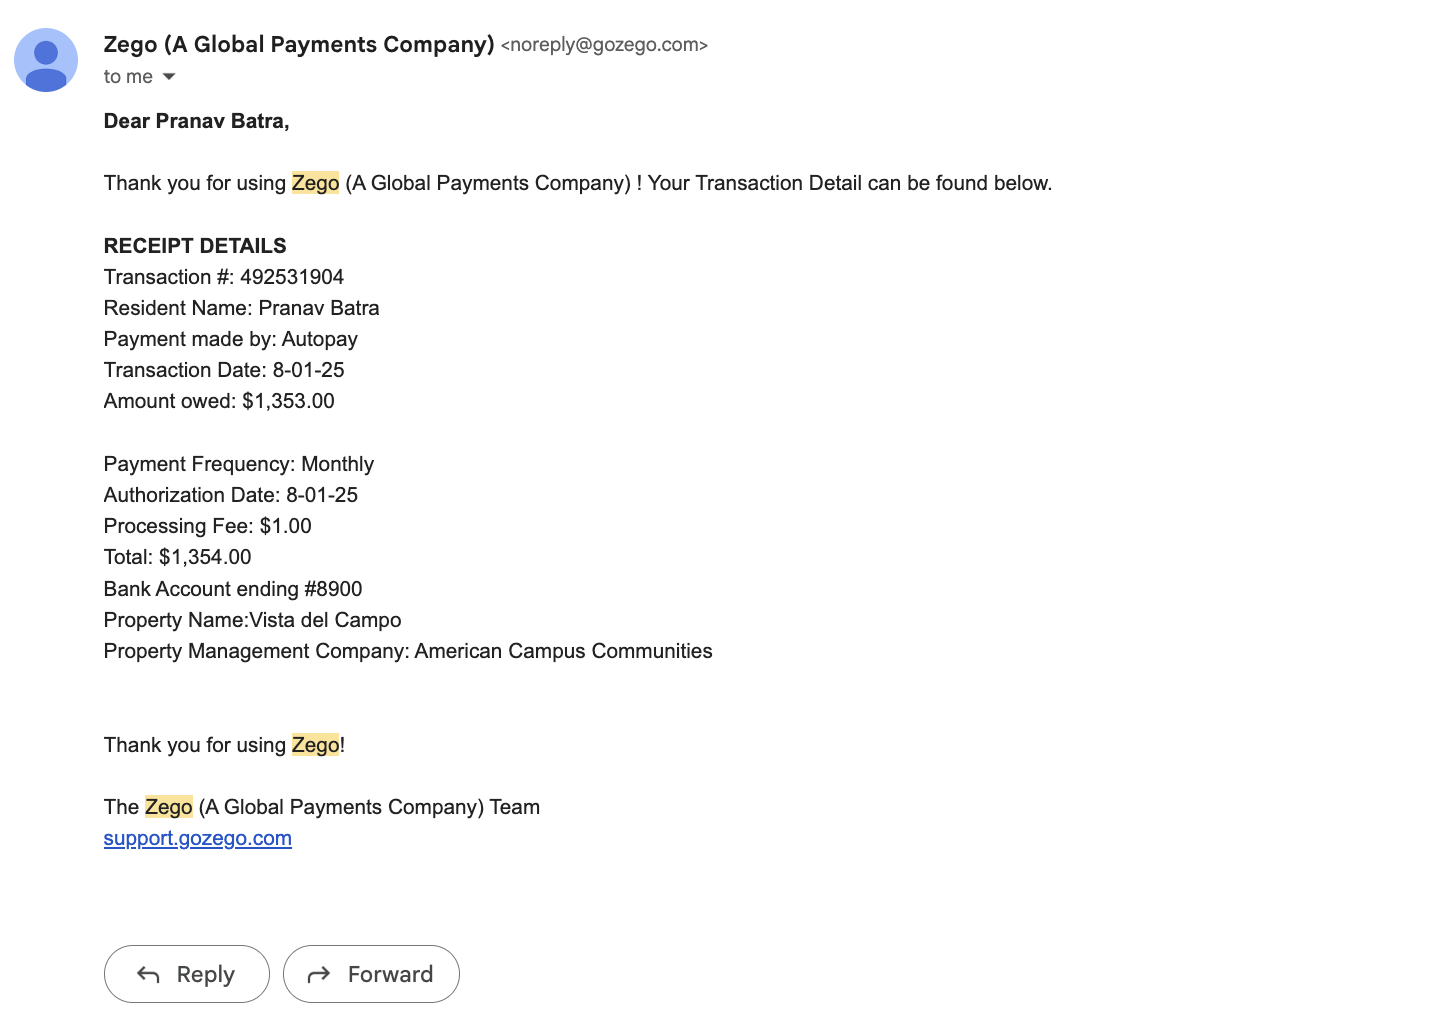 Zego (A Global Payments Company) <noreply@gozego.com>
to me
Dear Pranav Batra,
Thank you for using Zego (A Global Payments Company) ! Your Transaction Detail can be found below.
RECEIPT DETAILS
Transaction #: 492531904
Resident Name: Pranav Batra
Payment made by: Autopay
Transaction Date: 8-01-25
Amount owed: $1,353.00
Payment Frequency: Monthly
Authorization Date: 8-01-25
Processing Fee: $1.00
Total: $1,354.00
Bank Account ending #8900
Property Name:Vista del Campo
Property Management Company: American Campus Communities
Thank you for using Zego!
The Zego (A Global Payments Company) Team
support.gozego.com
Reply Forward